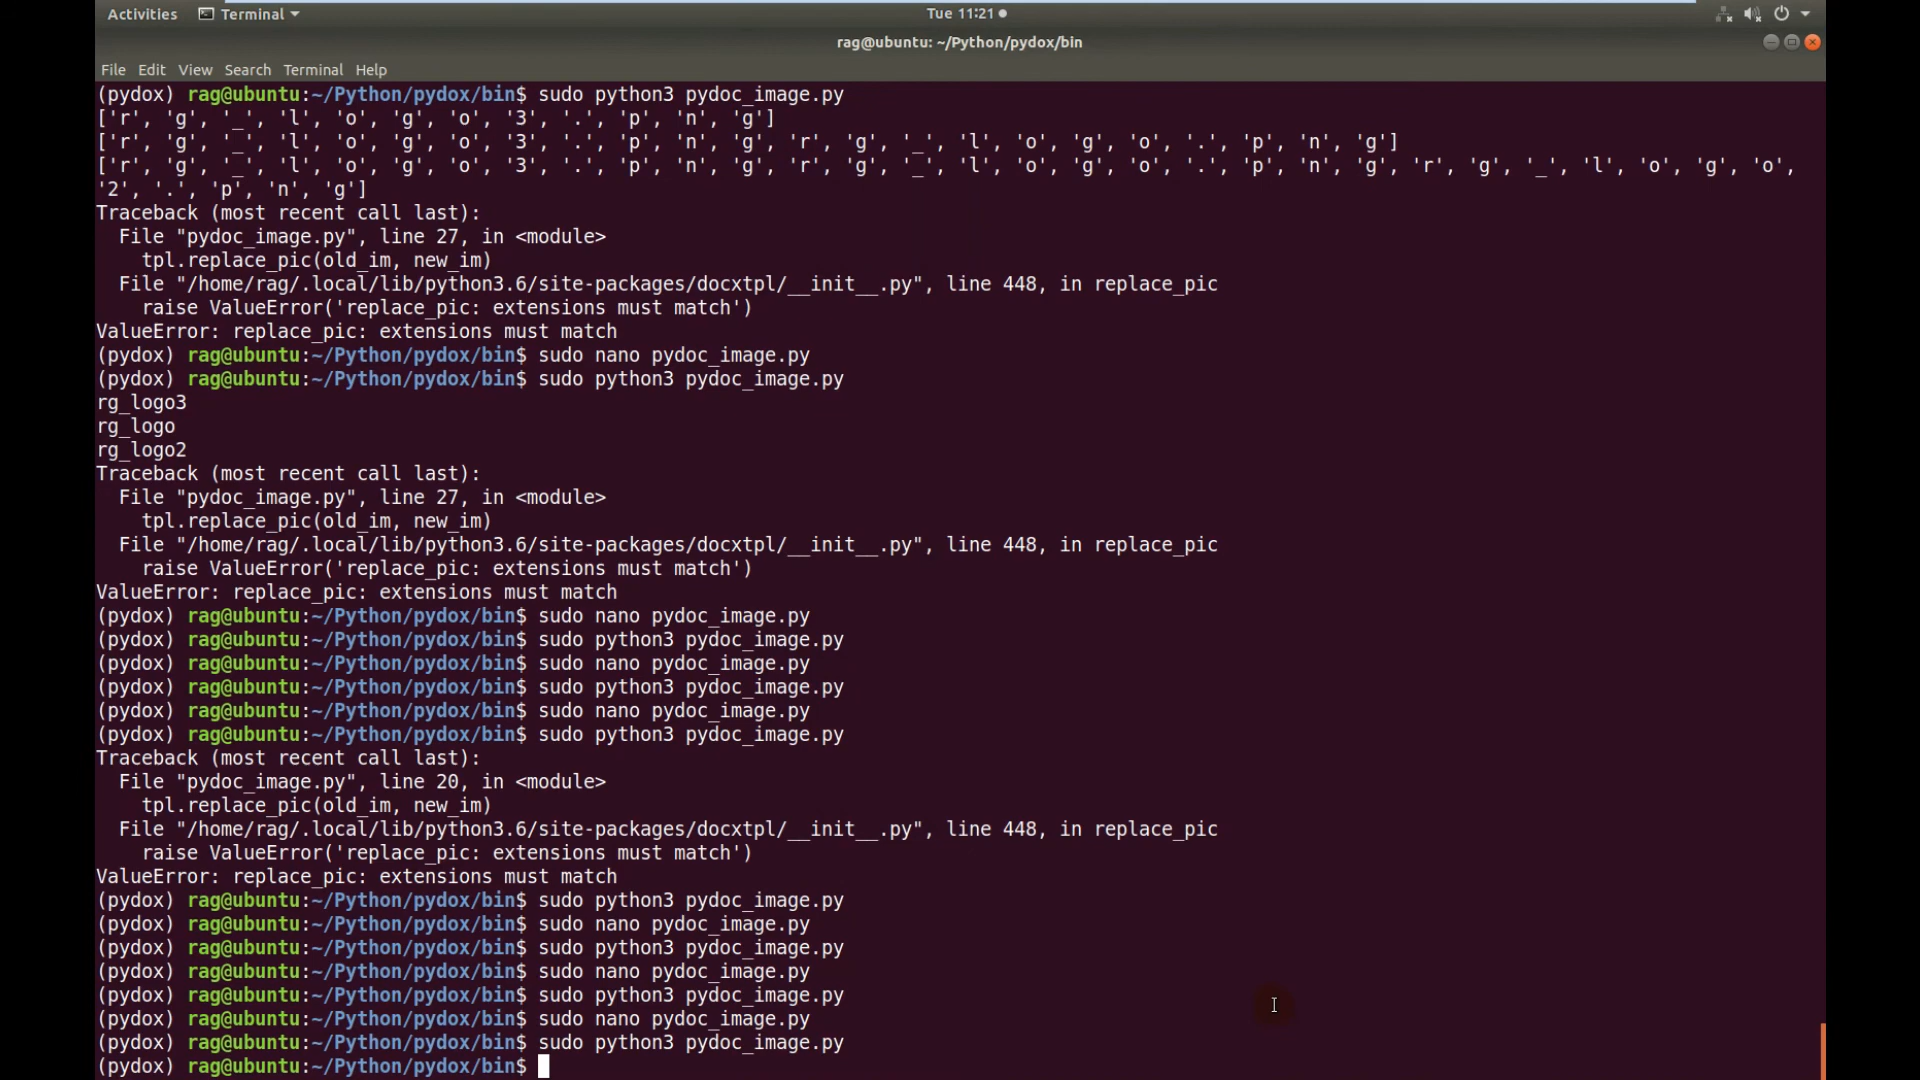 Activities Terminal Tue 11:21
rag@ubuntu: ~/Python/pydox/bin
File Edit View Search Terminal Help
(pydox) rag@ubuntu:~/Python/pydox/bin$ sudo python3 pydoc_image.py
['r', 'g', '_', 'l', 'o', 'g', 'o', '3', '.', 'p', 'n', 'g']
['r', 'g', '_', 'l', 'o', 'g', 'o', '3', '.', 'p', 'n', 'g', 'r', 'g', '_', 'l', 'o', 'g', 'o', '.', 'p', 'n', 'g']
['r', 'g', '_', 'l', 'o', 'g', 'o', '3', '.', 'p', 'n', 'g', 'r', 'g', '_', 'l', 'o', 'g', 'o', '.', 'p', 'n', 'g', 'r', 'g', '_', 'l', 'o', 'g', 'o',
'2', '.', 'p', 'n', 'g']
Traceback (most recent call last):
  File "pydoc_image.py", line 27, in <module>
    tpl.replace_pic(old_im, new_im)
  File "/home/rag/.local/lib/python3.6/site-packages/docxtpl/__init__.py", line 448, in replace_pic
    raise ValueError('replace_pic: extensions must match')
ValueError: replace_pic: extensions must match
(pydox) rag@ubuntu:~/Python/pydox/bin$ sudo nano pydoc_image.py
(pydox) rag@ubuntu:~/Python/pydox/bin$ sudo python3 pydoc_image.py
rg_logo3
rg_logo
rg_logo2
Traceback (most recent call last):
  File "pydoc_image.py", line 27, in <module>
    tpl.replace_pic(old_im, new_im)
  File "/home/rag/.local/lib/python3.6/site-packages/docxtpl/__init__.py", line 448, in replace_pic
    raise ValueError('replace_pic: extensions must match')
ValueError: replace_pic: extensions must match
(pydox) rag@ubuntu:~/Python/pydox/bin$ sudo nano pydoc_image.py
(pydox) rag@ubuntu:~/Python/pydox/bin$ sudo python3 pydoc_image.py
(pydox) rag@ubuntu:~/Python/pydox/bin$ sudo nano pydoc_image.py
(pydox) rag@ubuntu:~/Python/pydox/bin$ sudo python3 pydoc_image.py
(pydox) rag@ubuntu:~/Python/pydox/bin$ sudo nano pydoc_image.py
(pydox) rag@ubuntu:~/Python/pydox/bin$ sudo python3 pydoc_image.py
Traceback (most recent call last):
  File "pydoc_image.py", line 20, in <module>
    tpl.replace_pic(old_im, new_im)
  File "/home/rag/.local/lib/python3.6/site-packages/docxtpl/__init__.py", line 448, in replace_pic
    raise ValueError('replace_pic: extensions must match')
ValueError: replace_pic: extensions must match
(pydox) rag@ubuntu:~/Python/pydox/bin$ sudo python3 pydoc_image.py
(pydox) rag@ubuntu:~/Python/pydox/bin$ sudo nano pydoc_image.py
(pydox) rag@ubuntu:~/Python/pydox/bin$ sudo python3 pydoc_image.py
(pydox) rag@ubuntu:~/Python/pydox/bin$ sudo nano pydoc_image.py
(pydox) rag@ubuntu:~/Python/pydox/bin$ sudo python3 pydoc_image.py
(pydox) rag@ubuntu:~/Python/pydox/bin$ sudo nano pydoc_image.py
(pydox) rag@ubuntu:~/Python/pydox/bin$ sudo python3 pydoc_image.py
(pydox) rag@ubuntu:~/Python/pydox/bin$